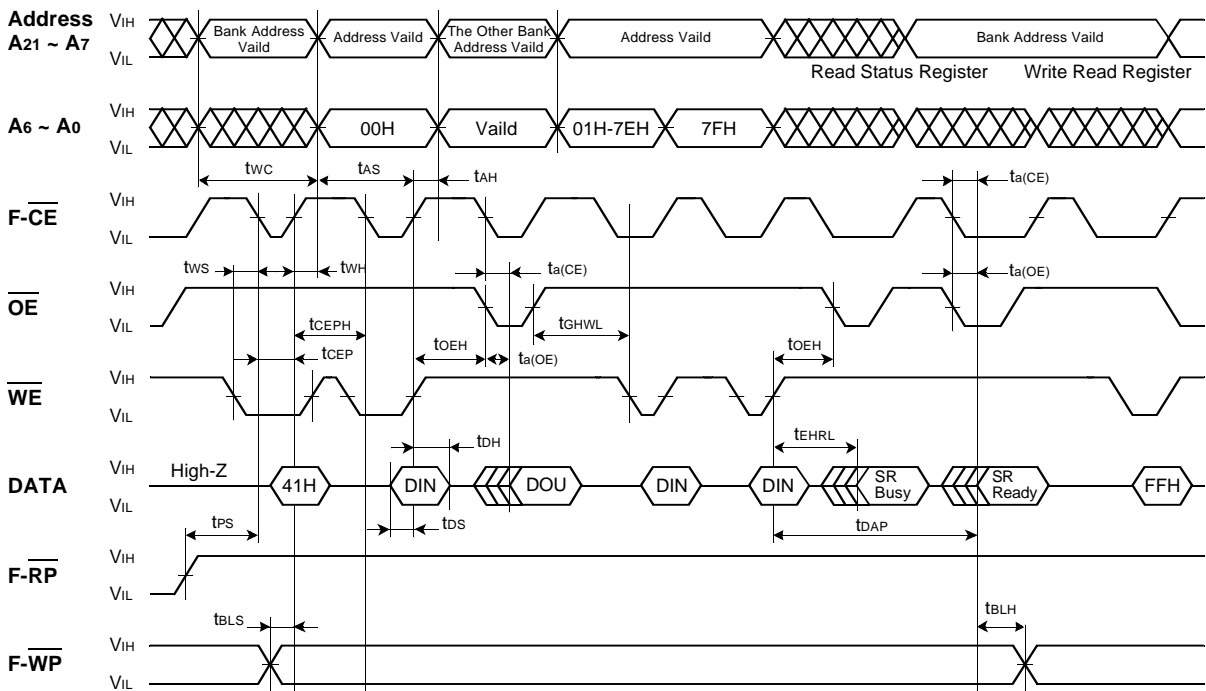 Address
A21 ~ A7
VIH
VIL
Bank Address
Vaild
Address Vaild
The Other Bank
Address Vaild
Address Vaild
Bank Address Vaild
Read Status Register
Write Read Register
A6 ~ A0
VIH
VIL
00H
Vaild
01H-7EH
7FH
tWC
tAS
tAH
ta(CE)
F-CE
VIH
VIL
tWS
tWH
ta(CE)
ta(OE)
OE
VIH
VIL
tCEPH
tGHWL
tCEP
tOEH
ta(OE)
tOEH
WE
VIH
VIL
tDH
tEHRL
DATA
VIH
VIL
High-Z
41H
DIN
DOU
DIN
DIN
SR
Busy
SR
Ready
FFH
tPS
tDS
tDAP
F-RP
VIH
VIL
tBLS
tBLH
F-WP
VIH
VIL